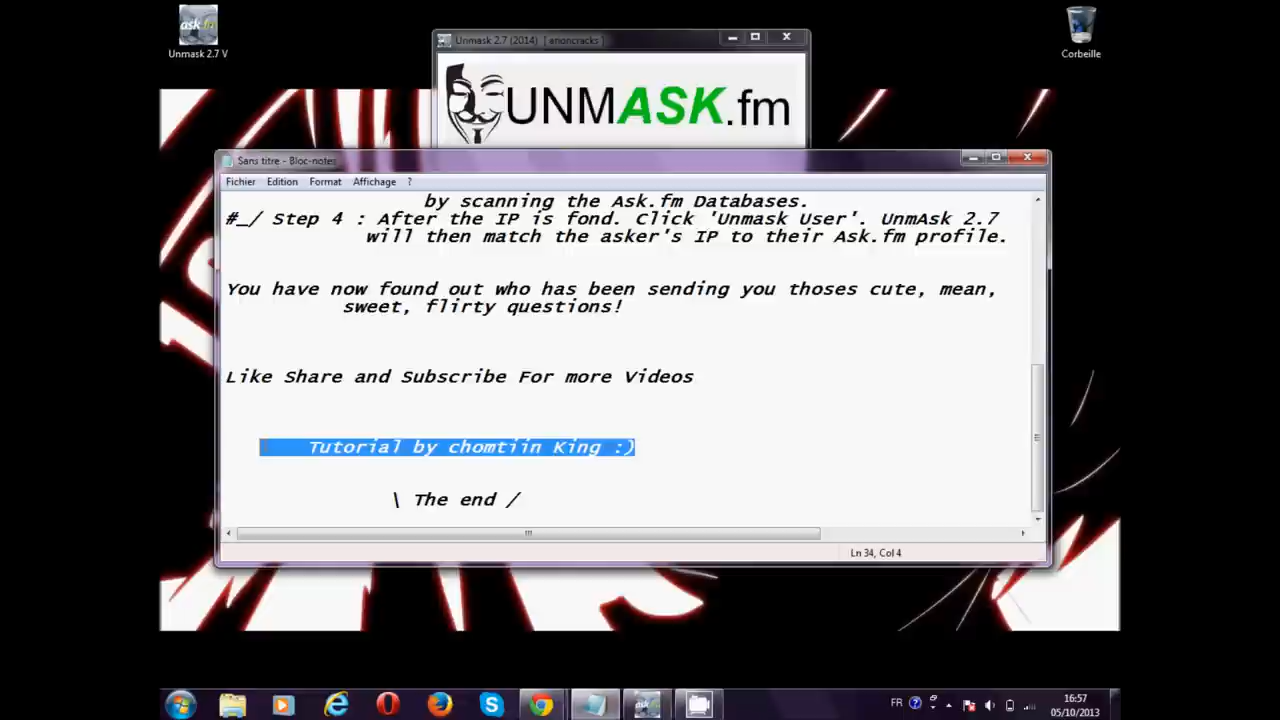 ask.fm
Unmask 2.7 V
Corbeille
Unmask 2.7 (2014) [ anoncracks ]
UNMASK.fm
Sans titre - Bloc-notes
Fichier Edition Format Affichage ?
by scanning the Ask.fm Databases.
#_/ Step 4 : After the IP is fond. Click 'Unmask User'. UnmAsk 2.7
will then match the asker's IP to their Ask.fm profile.
You have now found out who has been sending you thoses cute, mean,
sweet, flirty questions!
Like Share and Subscribe For more Videos
Tutorial by chomtiin King :)
\ The end /
Ln 34, Col 4
FR
16:57
05/10/2013